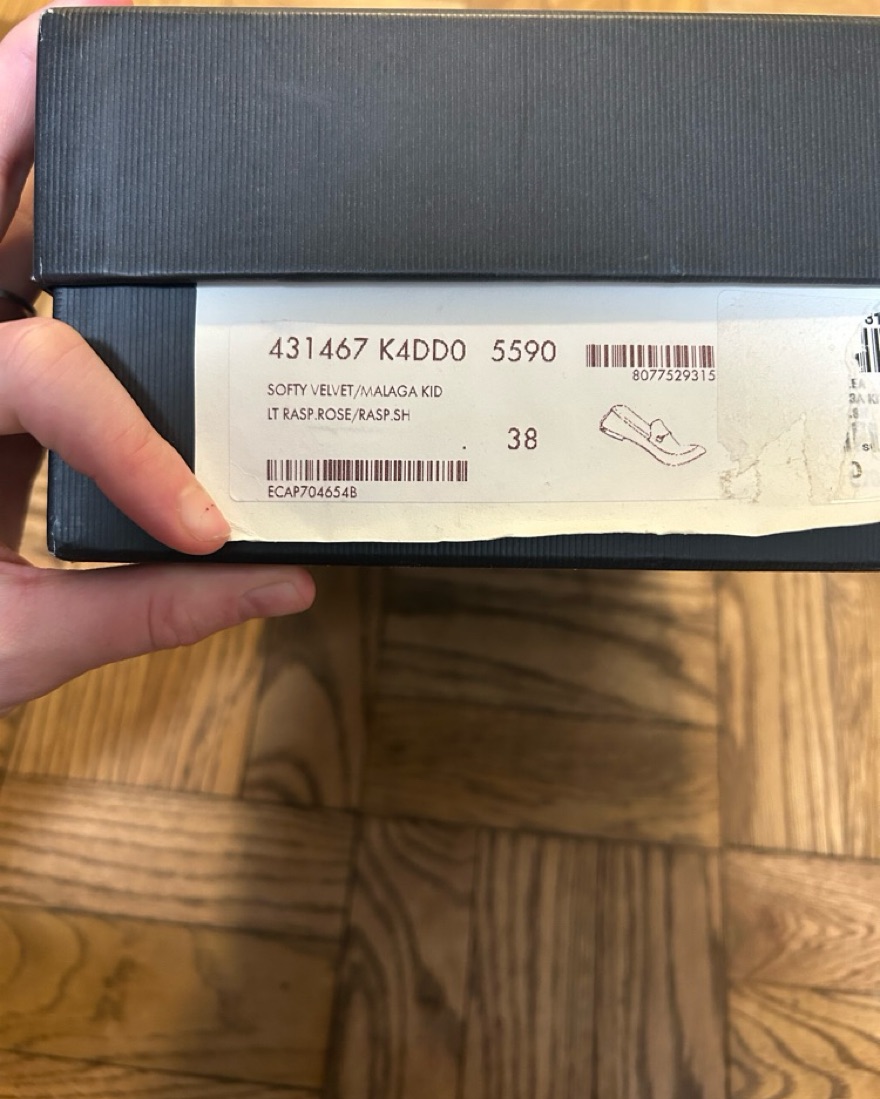 431467 K4DD0 5590
8077529315
SOFTY VELVET/MALAGA KID
LT RASP.ROSE/RASP.SH
38
ECAP704654B